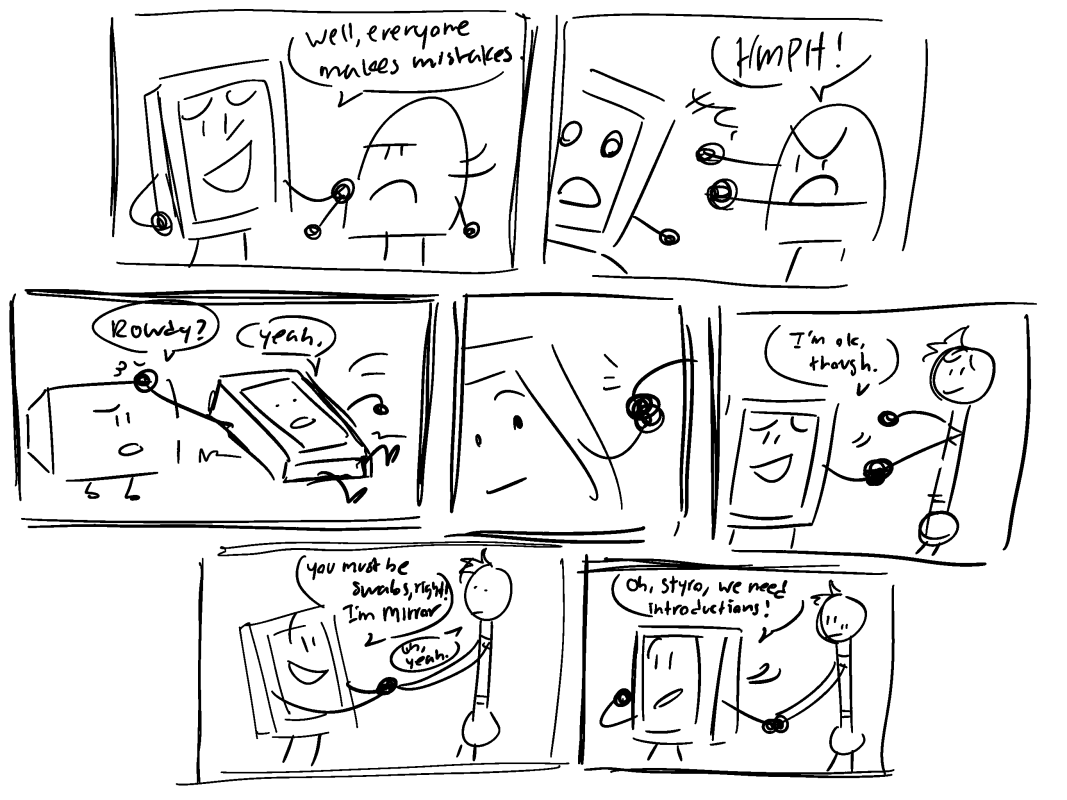 Well, everyone
makes mistakes.
HMPH!
Rowdy?
yeah.
I'm ok,
though.
you must be
Swabs, right!
I'm Mirror
Uh,
yeah.
Oh, Styro, we need
introductions!